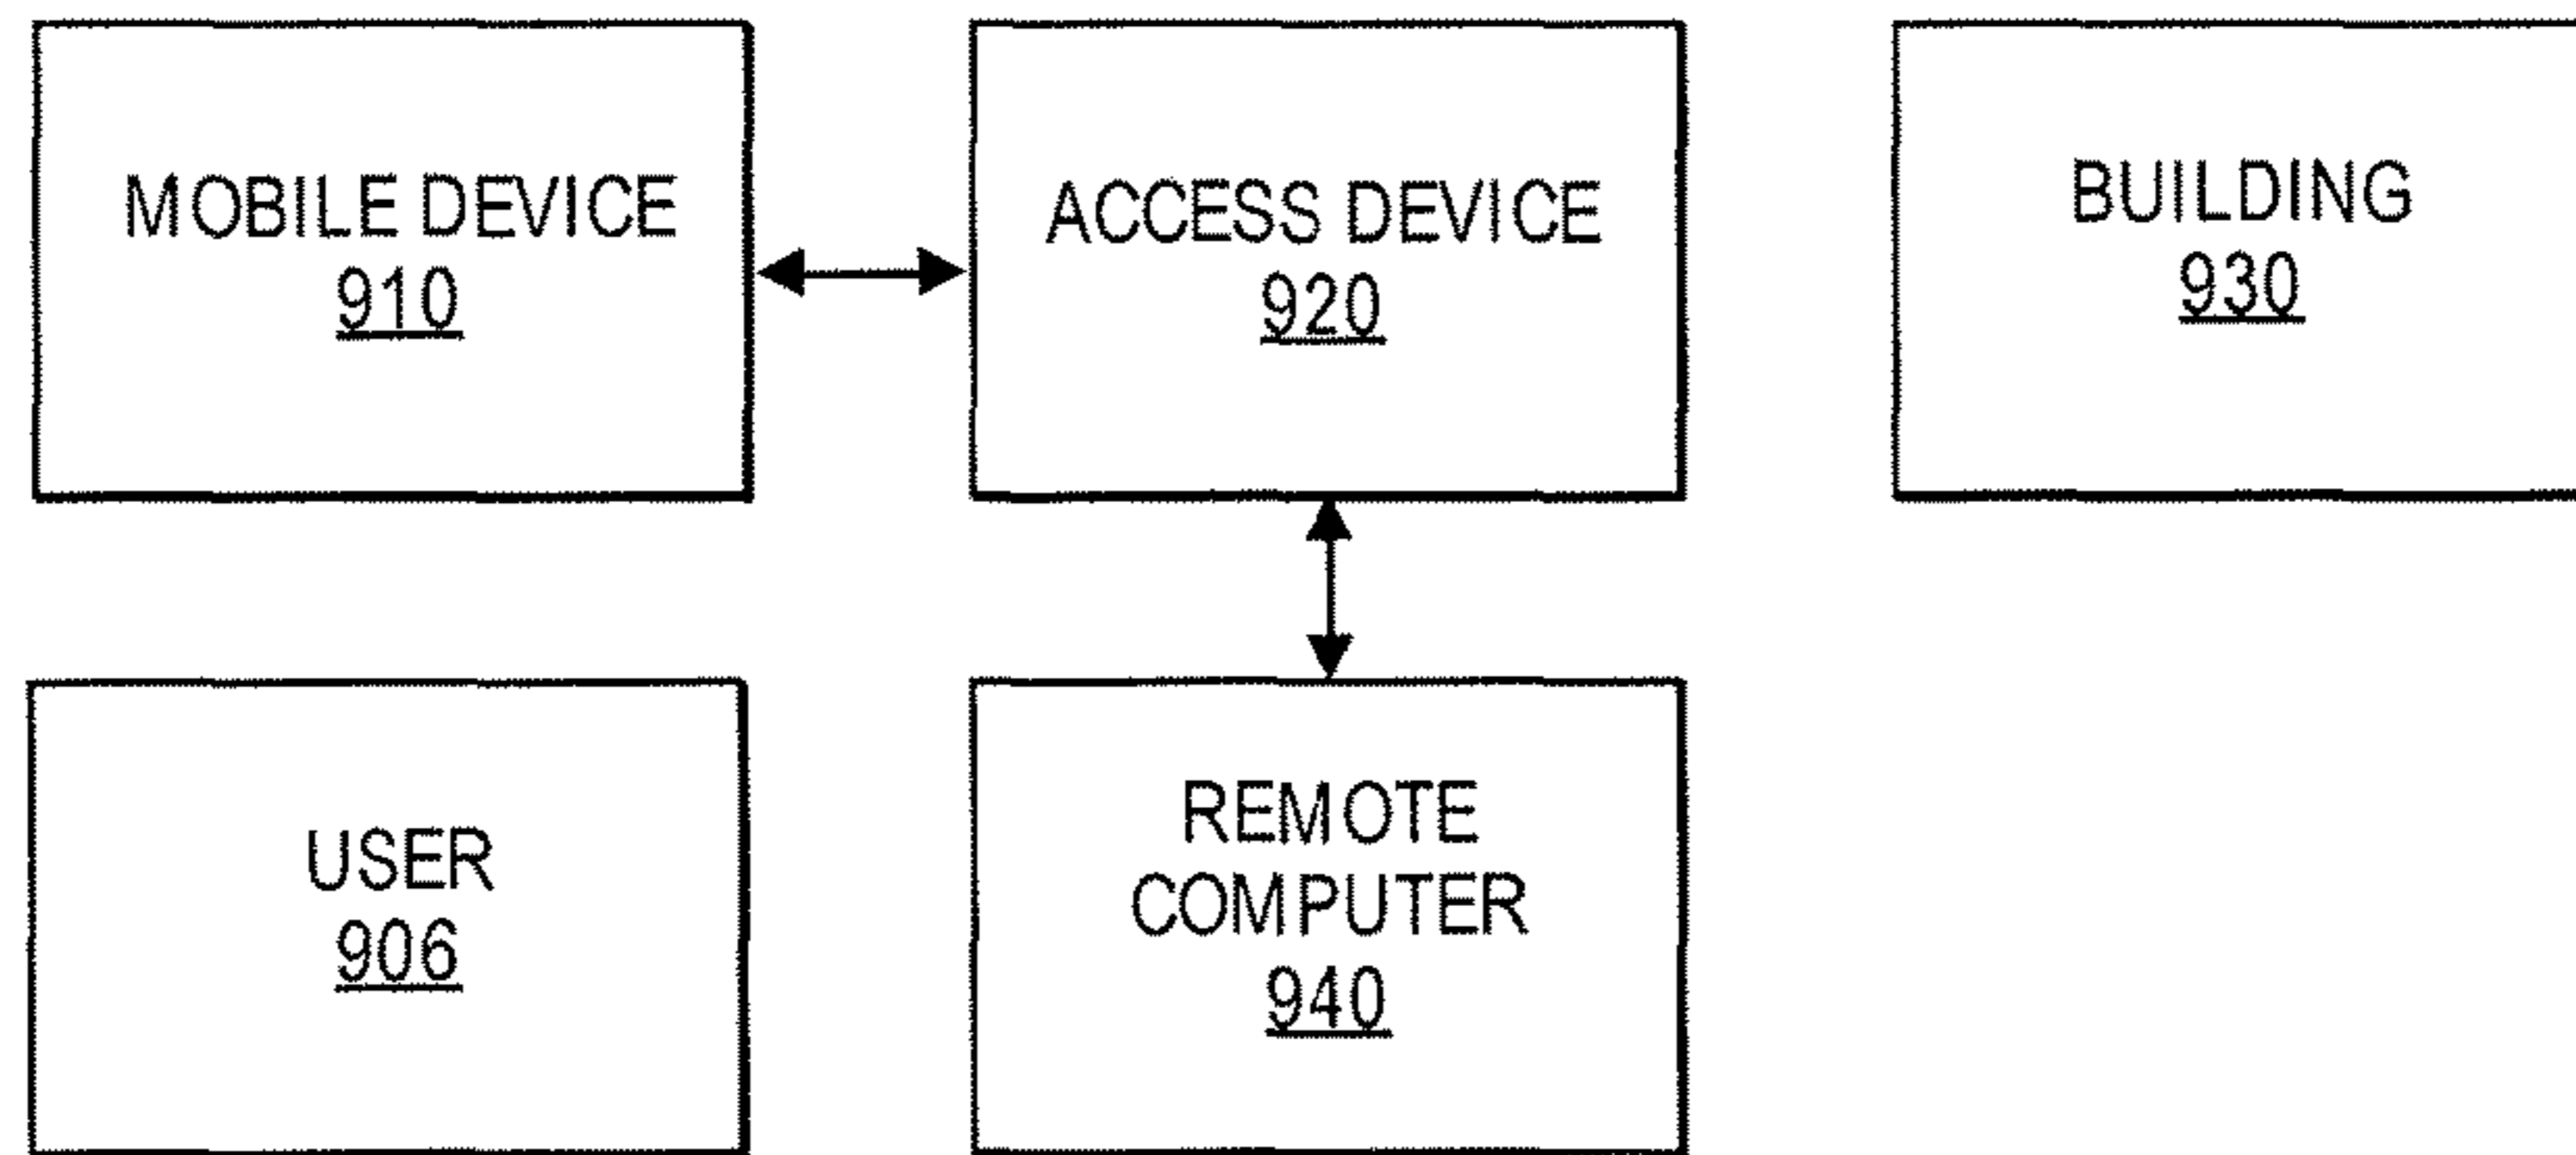 MOBILE DEVICE
910
ACCESS DEVICE
920
BUILDING
930
USER
906
REMOTE
COMPUTER
940